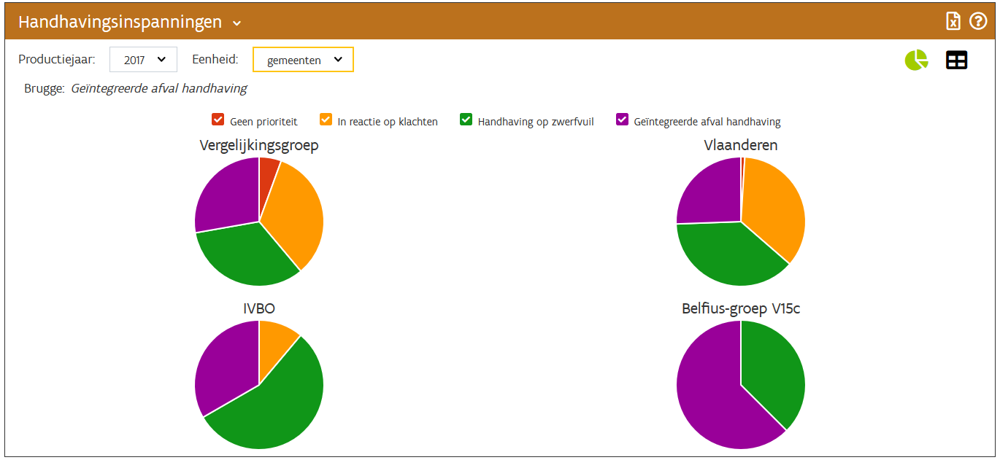 Handhavingsinspanningen
Productiejaar: 2017 Eenheid: gemeenten
Brugge: Geïntegreerde afval handhaving
Geen prioriteit In reactie op klachten Handhaving op zwerfvuil Geïntegreerde afval handhaving
Vergelijkingsgroep Vlaanderen
IVBO Belfius-groep V15c